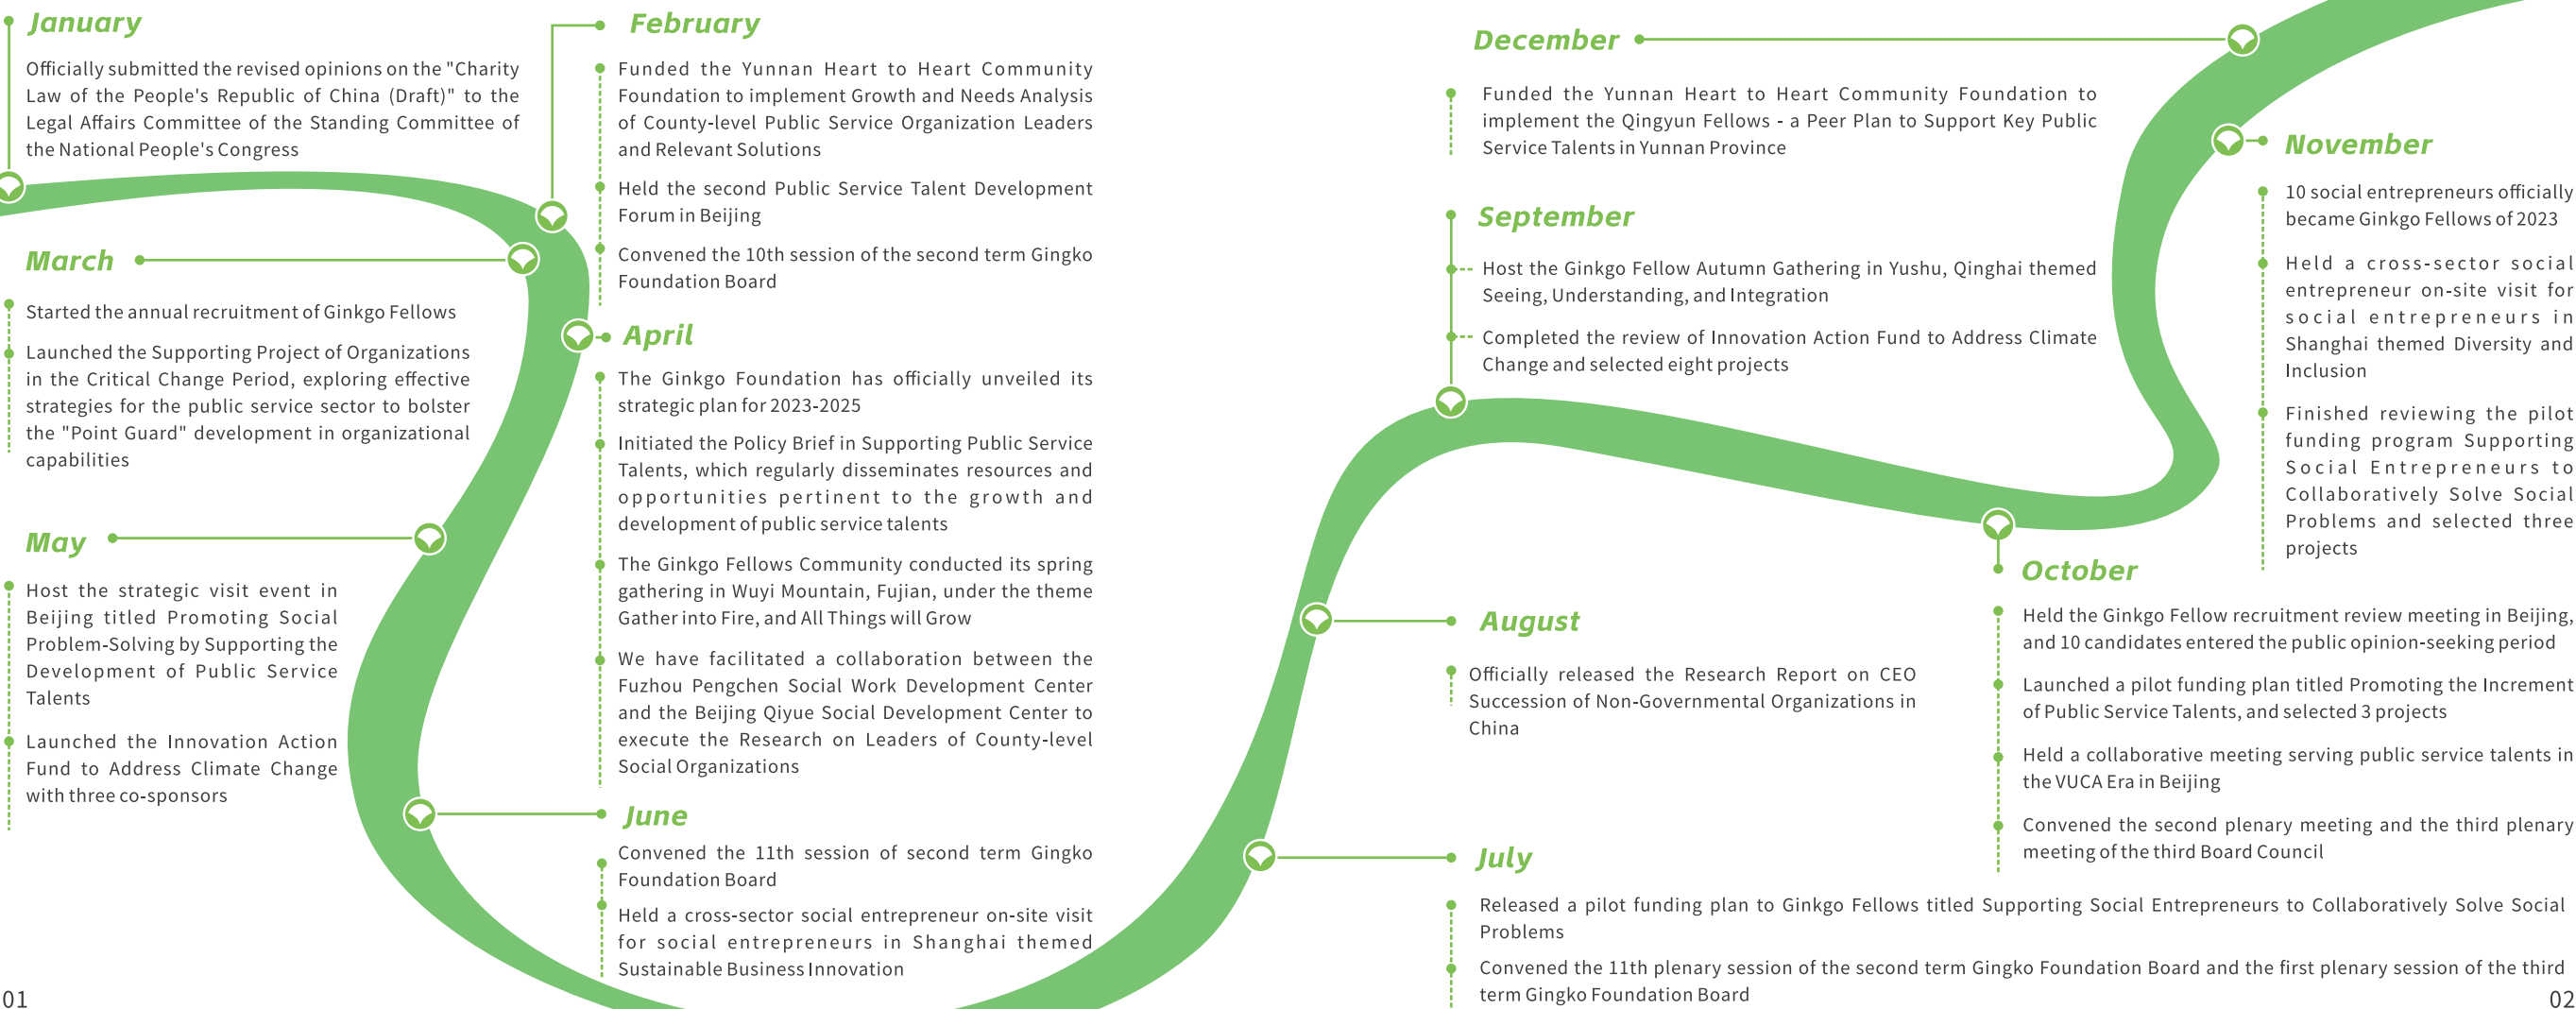 January
Officially submitted the revised opinions on the "Charity
Law of the People's Republic of China (Draft)" to the
Legal Affairs Committee of the Standing Committee of
the National People's Congress
February
Funded the Yunnan Heart to Heart Community
Foundation to implement Growth and Needs Analysis
of County-level Public Service Organization Leaders
and Relevant Solutions
Held the second Public Service Talent Development
Forum in Beijing
Convened the 10th session of the second term Gingko
Foundation Board
March
Started the annual recruitment of Ginkgo Fellows
Launched the Supporting Project of Organizations
in the Critical Change Period, exploring effective
strategies for the public service sector to bolster
the "Point Guard" development in organizational
capabilities
April
The Ginkgo Foundation has officially unveiled its
strategic plan for 2023-2025
Initiated the Policy Brief in Supporting Public Service
Talents, which regularly disseminates resources and
opportunities pertinent to the growth and
development of public service talents
The Ginkgo Fellows Community conducted its spring
gathering in Wuyi Mountain, Fujian, under the theme
Gather into Fire, and All Things will Grow
We have facilitated a collaboration between the
Fuzhou Pengchen Social Work Development Center
and the Beijing Qiyue Social Development Center to
execute the Research on Leaders of County-level
Social Organizations
May
Host the strategic visit event in
Beijing titled Promoting Social
Problem-Solving by Supporting the
Development of Public Service
Talents
Launched the Innovation Action
Fund to Address Climate Change
with three co-sponsors
June
Convened the 11th session of second term Gingko
Foundation Board
Held a cross-sector social entrepreneur on-site visit
for social entrepreneurs in Shanghai themed
Sustainable Business Innovation
01
December
Funded the Yunnan Heart to Heart Community Foundation to
implement the Qingyun Fellows - a Peer Plan to Support Key Public
Service Talents in Yunnan Province
November
10 social entrepreneurs officially
became Ginkgo Fellows of 2023
Held a cross-sector social
entrepreneur on-site visit for
social entrepreneurs in
Shanghai themed Diversity and
Inclusion
Finished reviewing the pilot
funding program Supporting
Social Entrepreneurs to
Collaboratively Solve Social
Problems and selected three
projects
September
Host the Ginkgo Fellow Autumn Gathering in Yushu, Qinghai themed
Seeing, Understanding, and Integration
Completed the review of Innovation Action Fund to Address Climate
Change and selected eight projects
October
Held the Ginkgo Fellow recruitment review meeting in Beijing,
and 10 candidates entered the public opinion-seeking period
Launched a pilot funding plan titled Promoting the Increment
of Public Service Talents, and selected 3 projects
Held a collaborative meeting serving public service talents in
the VUCA Era in Beijing
Convened the second plenary meeting and the third plenary
meeting of the third Board Council
August
Officially released the Research Report on CEO
Succession of Non-Governmental Organizations in
China
July
Released a pilot funding plan to Ginkgo Fellows titled Supporting Social Entrepreneurs to Collaboratively Solve Social
Problems
Convened the 11th plenary session of the second term Gingko Foundation Board and the first plenary session of the third
term Gingko Foundation Board
02